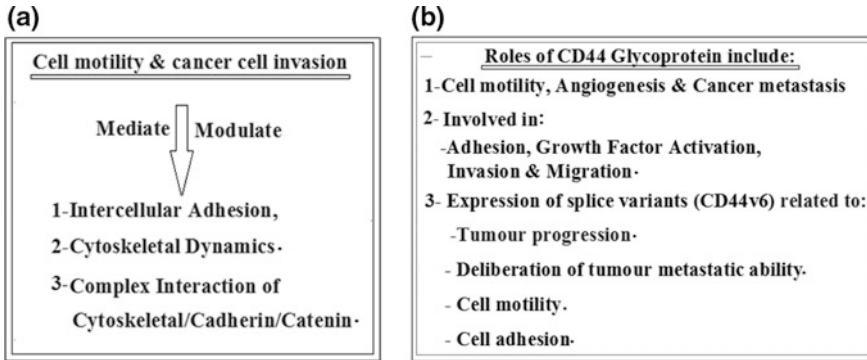 (a)
Cell motility & cancer cell invasion
Mediate Modulate
1-Intercellular Adhesion,
2-Cytoskeletal Dynamics.
3-Complex Interaction of
Cytoskeletal/Cadherin/Catenin.
(b)
Roles of CD44 Glycoprotein include:
1-Cell motility, Angiogenesis & Cancer metastasis
2- Involved in:
-Adhesion, Growth Factor Activation,
Invasion & Migration.
3- Expression of splice variants (CD44v6) related to:
-Tumour progression.
- Deliberation of tumour metastatic ability.
- Cell motility.
- Cell adhesion.